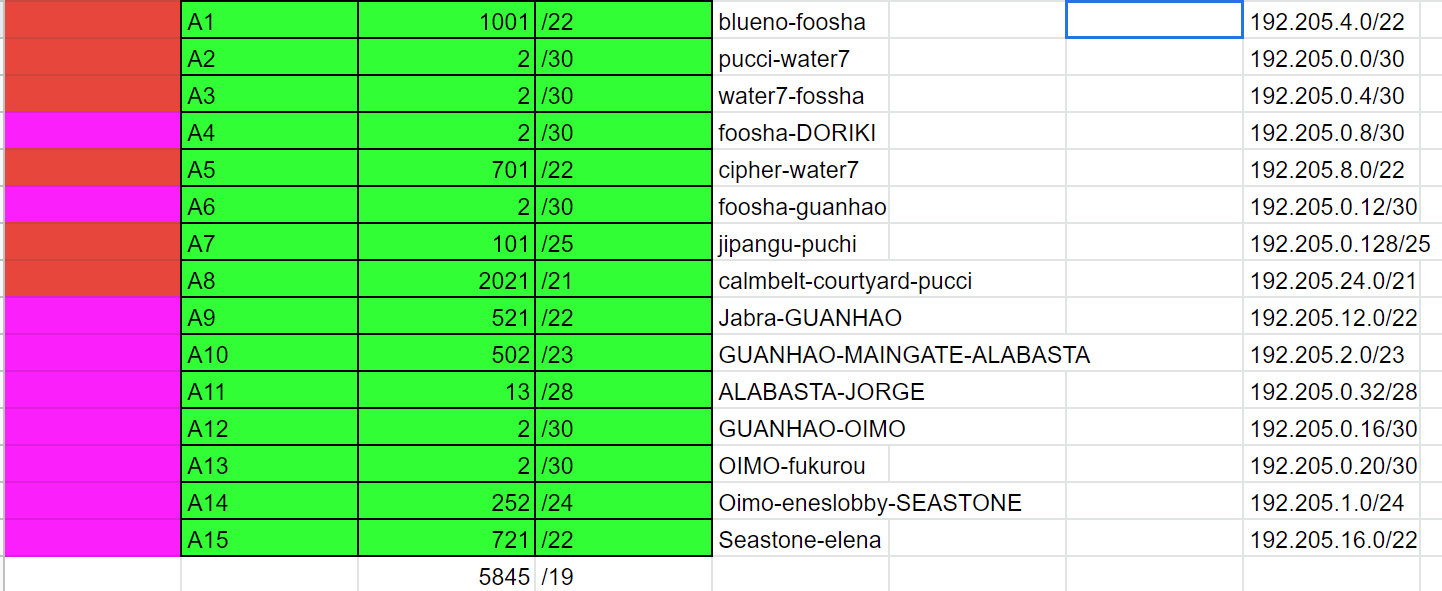 A1 1001 /22 blueno-foosha 192.205.4.0/22
A2 2 /30 pucci-water7 192.205.0.0/30
A3 2 /30 water7-fossha 192.205.0.4/30
A4 2 /30 foosha-DORIKI 192.205.0.8/30
A5 701 /22 cipher-water7 192.205.8.0/22
A6 2 /30 foosha-guanhao 192.205.0.12/30
A7 101 /25 jipangu-puchi 192.205.0.128/25
A8 2021 /21 calmbelt-courtyard-pucci 192.205.24.0/21
A9 521 /22 Jabra-GUANHAO 192.205.12.0/22
A10 502 /23 GUANHAO-MAINGATE-ALABASTA 192.205.2.0/23
A11 13 /28 ALABASTA-JORGE 192.205.0.32/28
A12 2 /30 GUANHAO-OIMO 192.205.0.16/30
A13 2 /30 OIMO-fukurou 192.205.0.20/30
A14 252 /24 Oimo-eneslobby-SEASTONE 192.205.1.0/24
A15 721 /22 Seastone-elena 192.205.16.0/22
5845 /19